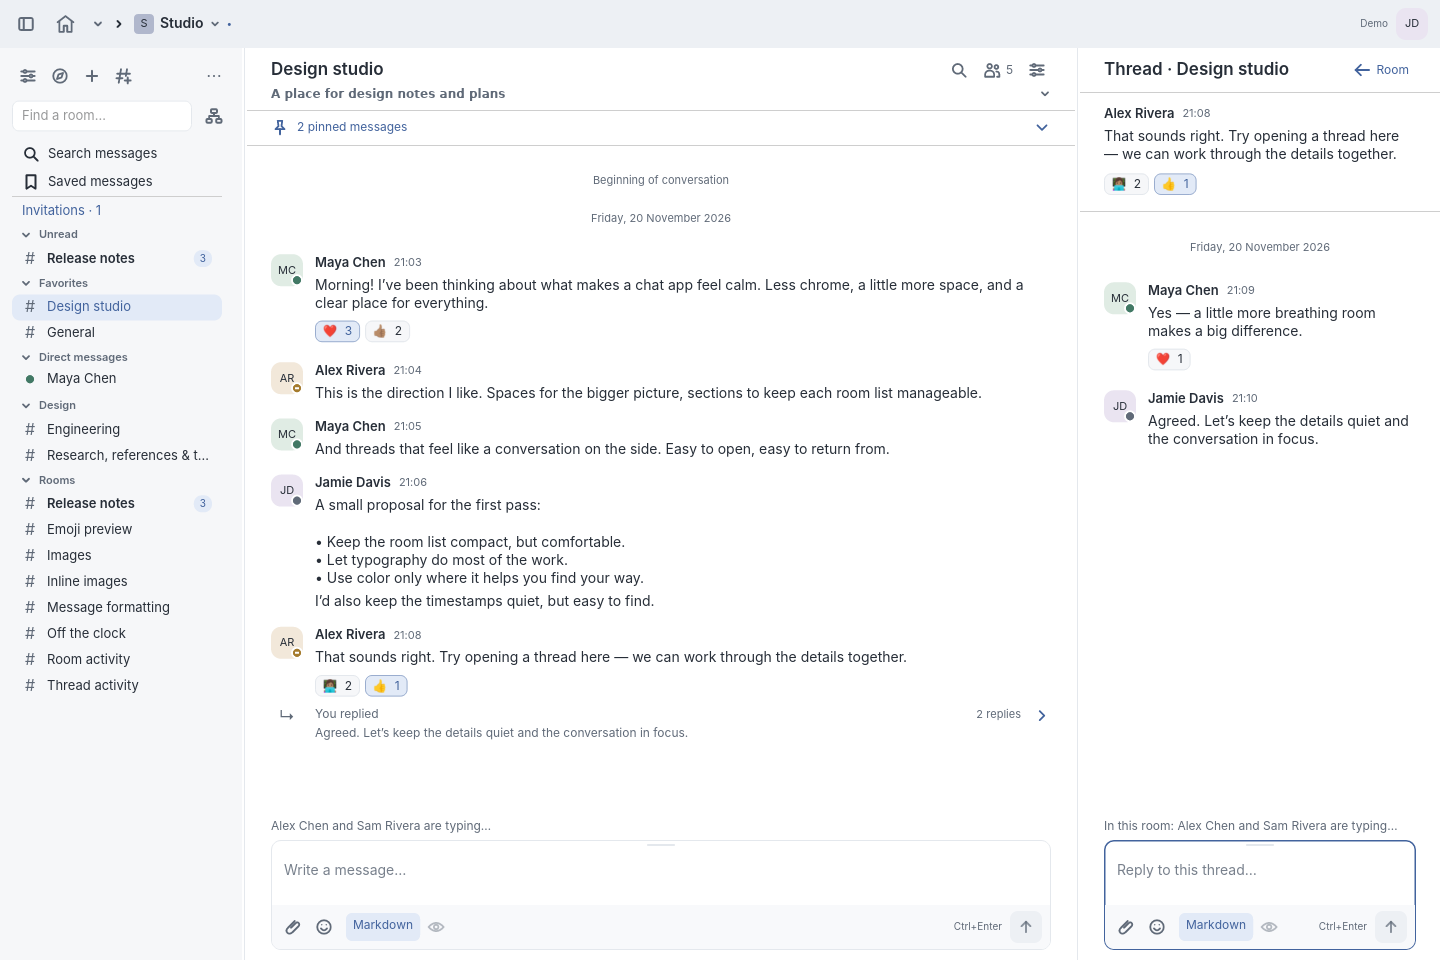 S Studio
Demo JD
Find a room...
Search messages
Saved messages
Invitations · 1
Unread
# Release notes 3
Favorites
# Design studio
# General
Direct messages
Maya Chen
Design
# Engineering
# Research, references & t...
Rooms
# Release notes 3
# Emoji preview
# Images
# Inline images
# Message formatting
# Off the clock
# Room activity
# Thread activity
Design studio
5
A place for design notes and plans
2 pinned messages
Beginning of conversation
Friday, 20 November 2026
MC Maya Chen 21:03
Morning! I’ve been thinking about what makes a chat app feel calm. Less chrome, a little more space, and a
clear place for everything.
❤️ 3 👍🏽 2
AR Alex Rivera 21:04
This is the direction I like. Spaces for the bigger picture, sections to keep each room list manageable.
MC Maya Chen 21:05
And threads that feel like a conversation on the side. Easy to open, easy to return from.
JD Jamie Davis 21:06
A small proposal for the first pass:
• Keep the room list compact, but comfortable.
• Let typography do most of the work.
• Use color only where it helps you find your way.
I’d also keep the timestamps quiet, but easy to find.
AR Alex Rivera 21:08
That sounds right. Try opening a thread here — we can work through the details together.
2 👍 1
You replied 2 replies
Agreed. Let’s keep the details quiet and the conversation in focus.
Alex Chen and Sam Rivera are typing...
Write a message...
Markdown Ctrl+Enter
Thread · Design studio Room
Alex Rivera 21:08
That sounds right. Try opening a thread here
— we can work through the details together.
2 👍 1
Friday, 20 November 2026
MC Maya Chen 21:09
Yes — a little more breathing room
makes a big difference.
❤️ 1
JD Jamie Davis 21:10
Agreed. Let’s keep the details quiet and
the conversation in focus.
In this room: Alex Chen and Sam Rivera are typing...
Reply to this thread...
Markdown Ctrl+Enter